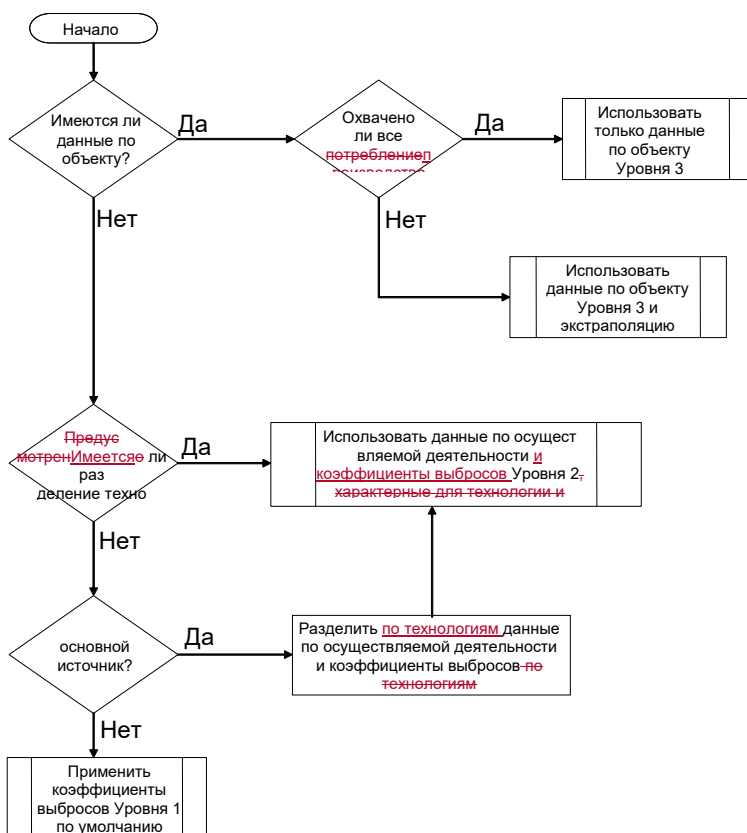 Начало
Имеются ли
данные по
объекту?
Да
Охвачено
ли все
потреблениеп
Да
Использовать
только данные
по объекту
Уровня 3
Нет
Нет
Использовать
данные по объекту
Уровня 3 и
экстраполяцию
Предус
мотренИмеетсяо ли
раз
деление техно
Да
Использовать данные по осущест
вляемой деятельности и
коэффициенты выбросов Уровня 2,
характерные для технологии и
Нет
основной
источник?
Да
Разделить по технологиям данные
по осуществляемой деятельности
и коэффициенты выбросов по
технологиям
Нет
Применить
коэффициенты
выбросов Уровня 1
по умолчанию